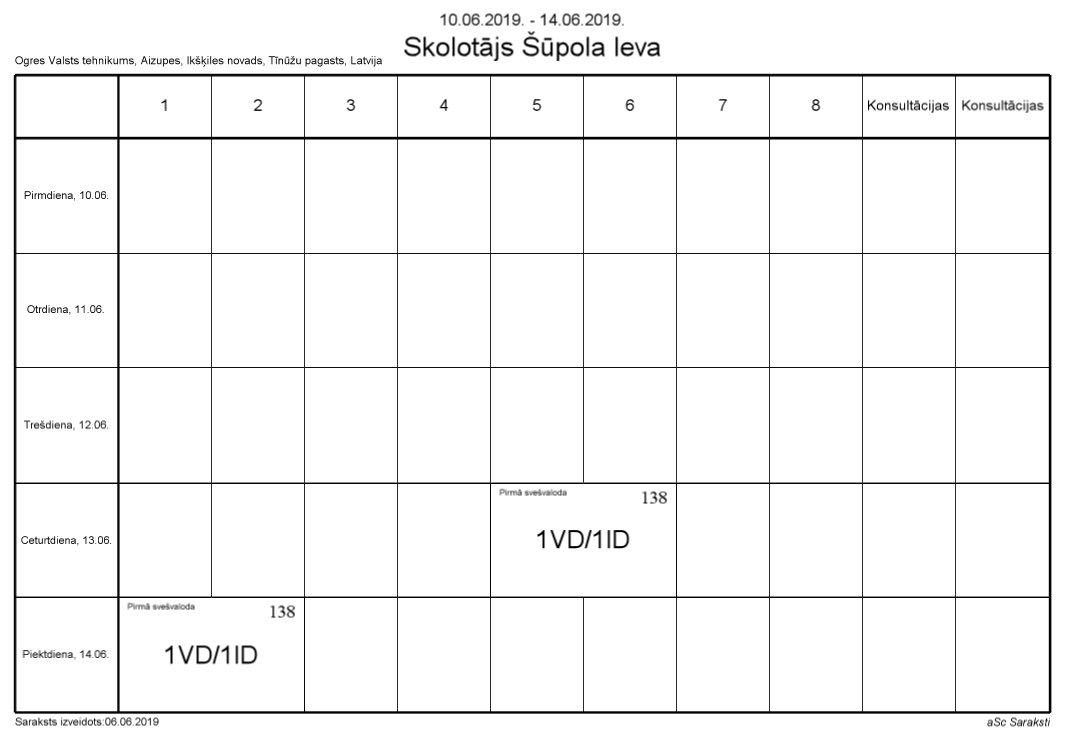 10.06.2019. - 14.06.2019.
Skolotājs Šūpola Ieva
Ogres Valsts tehnikums, Aizupes, Ikšķiles novads, Tīnūžu pagasts, Latvija
1 2 3 4 5 6 7 8 Konsultācijas Konsultācijas
Pirmdiena, 10.06.
Otrdiena, 11.06.
Trešdiena, 12.06.
Pirmā svešvaloda 138
Ceturtdiena, 13.06. 1VD/1ID
Pirmā svešvaloda 138
Piektdiena, 14.06. 1VD/1ID
Saraksts izveidots:06.06.2019 aSc Saraksti